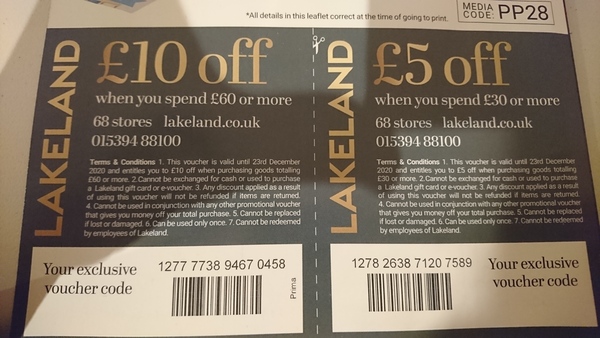 *All details in this leaflet correct at the time of going to print.
MEDIA
CODE: PP28
LAKELAND
£10 off
when you spend £60 or more
68 stores lakeland.co.uk
015394 88100
Terms & Conditions 1. This voucher is valid until 23rd December
2020 and entitles you to £10 off when purchasing goods totalling
£60 or more. 2.Cannot be exchanged for cash or used to purchase
a Lakeland gift card or e-voucher. 3. Any discount applied as a result
of using this voucher will not be refunded if items are returned.
4. Cannot be used in conjunction with any other promotional voucher
that gives you money off your total purchase. 5. Cannot be replaced
if lost or damaged. 6. Can be used only once. 7. Cannot be redeemed
by employees of Lakeland.
Your exclusive
voucher code
1277 7738 9467 0458
Prima
LAKELAND
£5 off
when you spend £30 or more
68 stores lakeland.co.uk
015394 88100
Terms & Conditions 1. This voucher is valid until 23rd December
2020 and entitles you to £5 off when purchasing goods totalling
£30 or more. 2.Cannot be exchanged for cash or used to purchase
a Lakeland gift card or e-voucher. 3. Any discount applied as a result
of using this voucher will not be refunded if items are returned.
4. Cannot be used in conjunction with any other promotional voucher
that gives you money off your total purchase. 5. Cannot be replaced
if lost or damaged. 6. Can be used only once. 7. Cannot be redeemed
by employees of Lakeland.
1278 2638 7120 7589
Your exclusive
voucher code